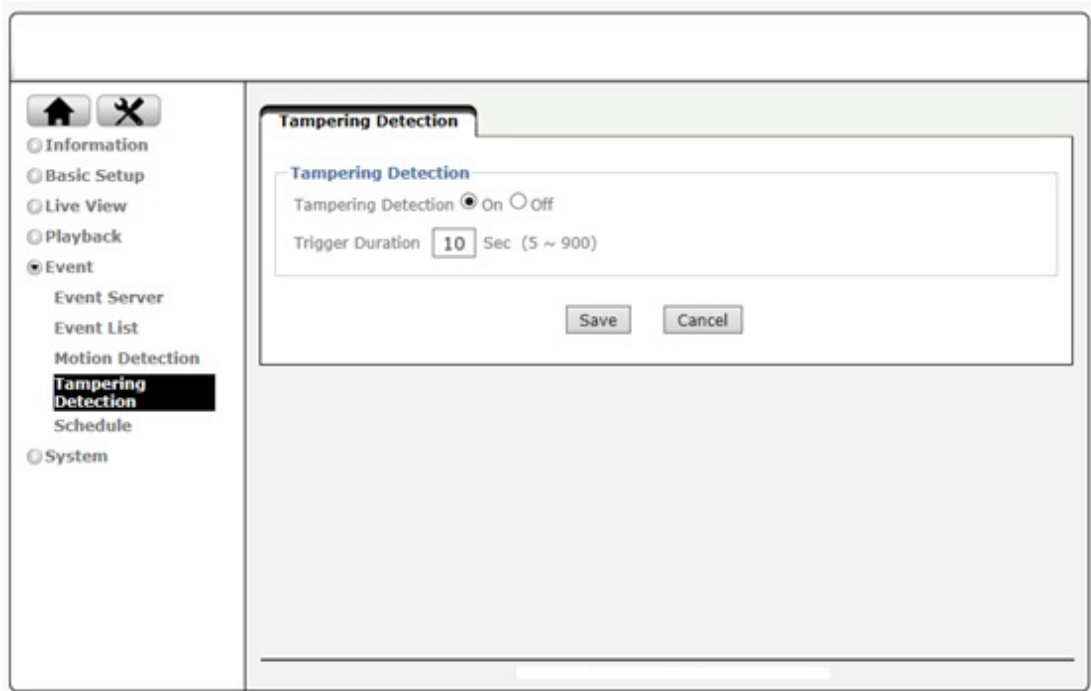 Information
Basic Setup
Live View
Playback
Event
Event Server
Event List
Motion Detection
Tampering
Detection
Schedule
System
Tampering Detection
Tampering Detection
Tampering Detection On Off
Trigger Duration 10 Sec (5 ~ 900)
Save Cancel